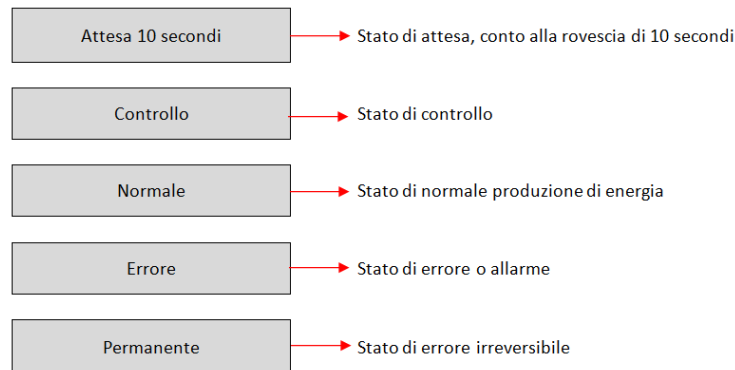 Attesa 10 secondi Stato di attesa, conto alla rovescia di 10 secondi
Controllo Stato di controllo
Normale Stato di normale produzione di energia
Errore Stato di errore o allarme
Permanente Stato di errore irreversibile